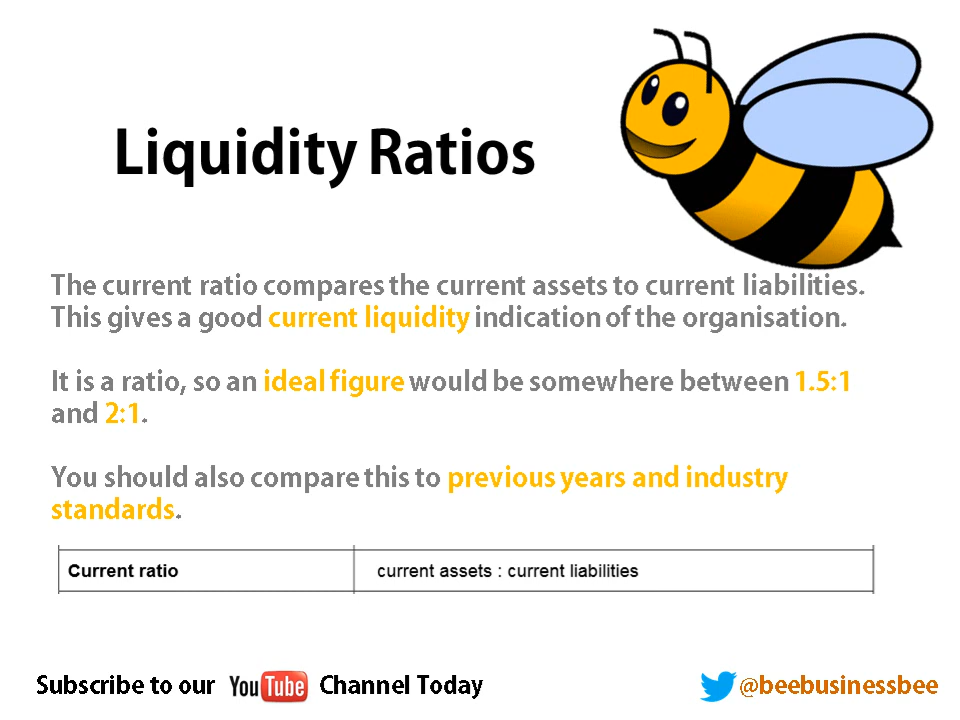 Liquidity Ratios
The current ratio compares the current assets to current liabilities.
This gives a good current liquidity indication of the organisation.
It is a ratio, so an ideal figure would be somewhere between 1.5:1
and 2:1.
You should also compare this to previous years and industry
standards.
Current ratio current assets : current liabilities
Subscribe to our YouTube Channel Today @beebusinessbee